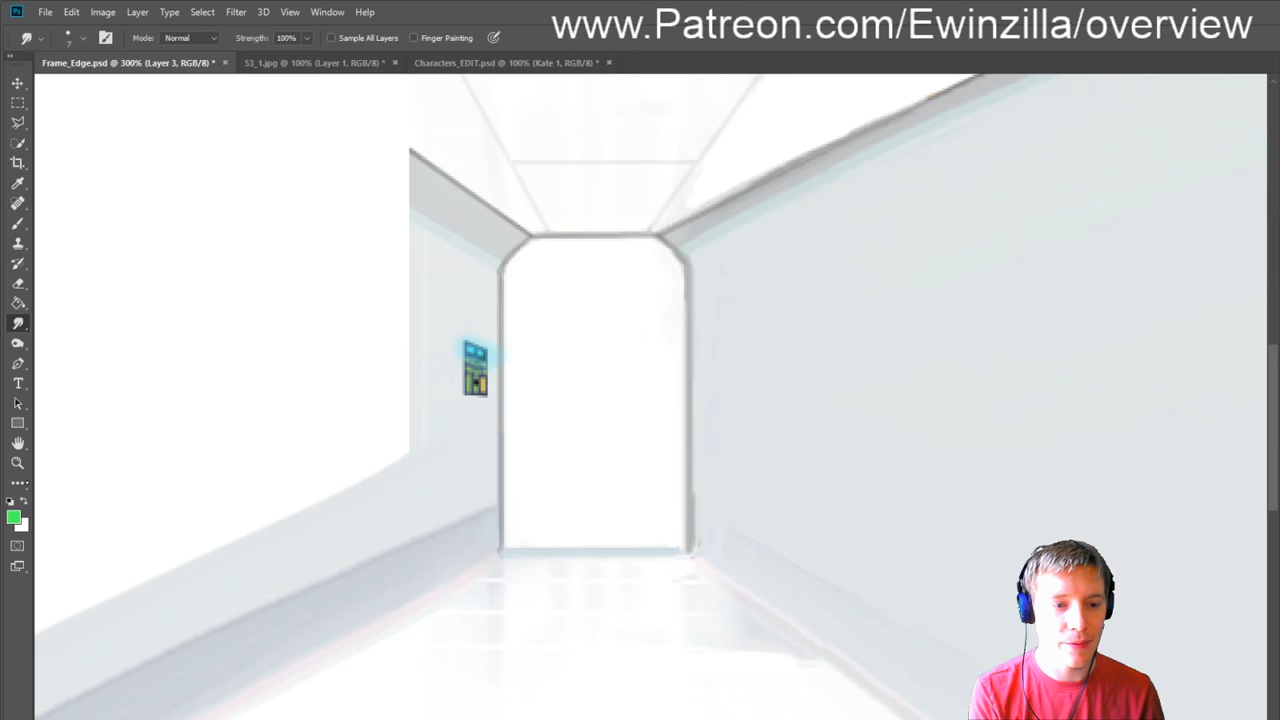 www.Patreon.com/Ewinzilla/overview
Ps File Edit Image Layer Type Select Filter 3D View Window Help
7 Mode: Normal Strength: 100% Sample All Layers Finger Painting
Frame_Edge.psd @ 300% (Layer 3, RGB/8) * × 53_1.jpg @ 100% (Layer 1, RGB/8) * × Characters_EDIT.psd @ 100% (Kate 1, RGB/8) * ×